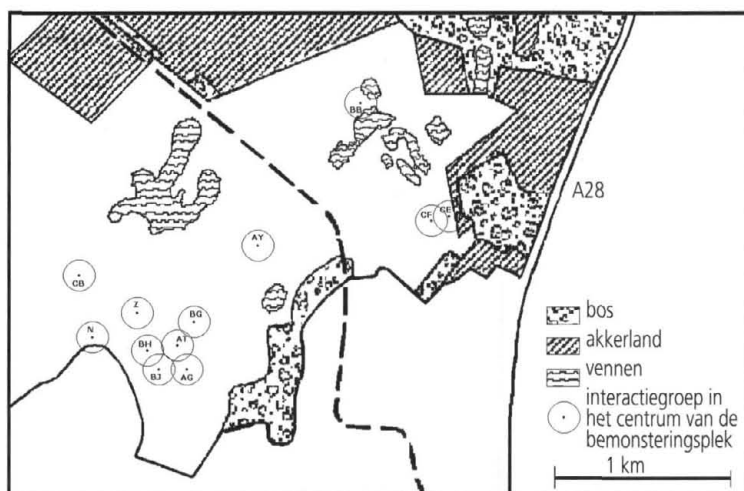 BB
CF
CE
A28
AY
CB
Z
BG
N
BH
AT
BJ
AG
bos
akkerland
vennen
interactiegroep in
het centrum van de
bemonsteringsplek
1 km